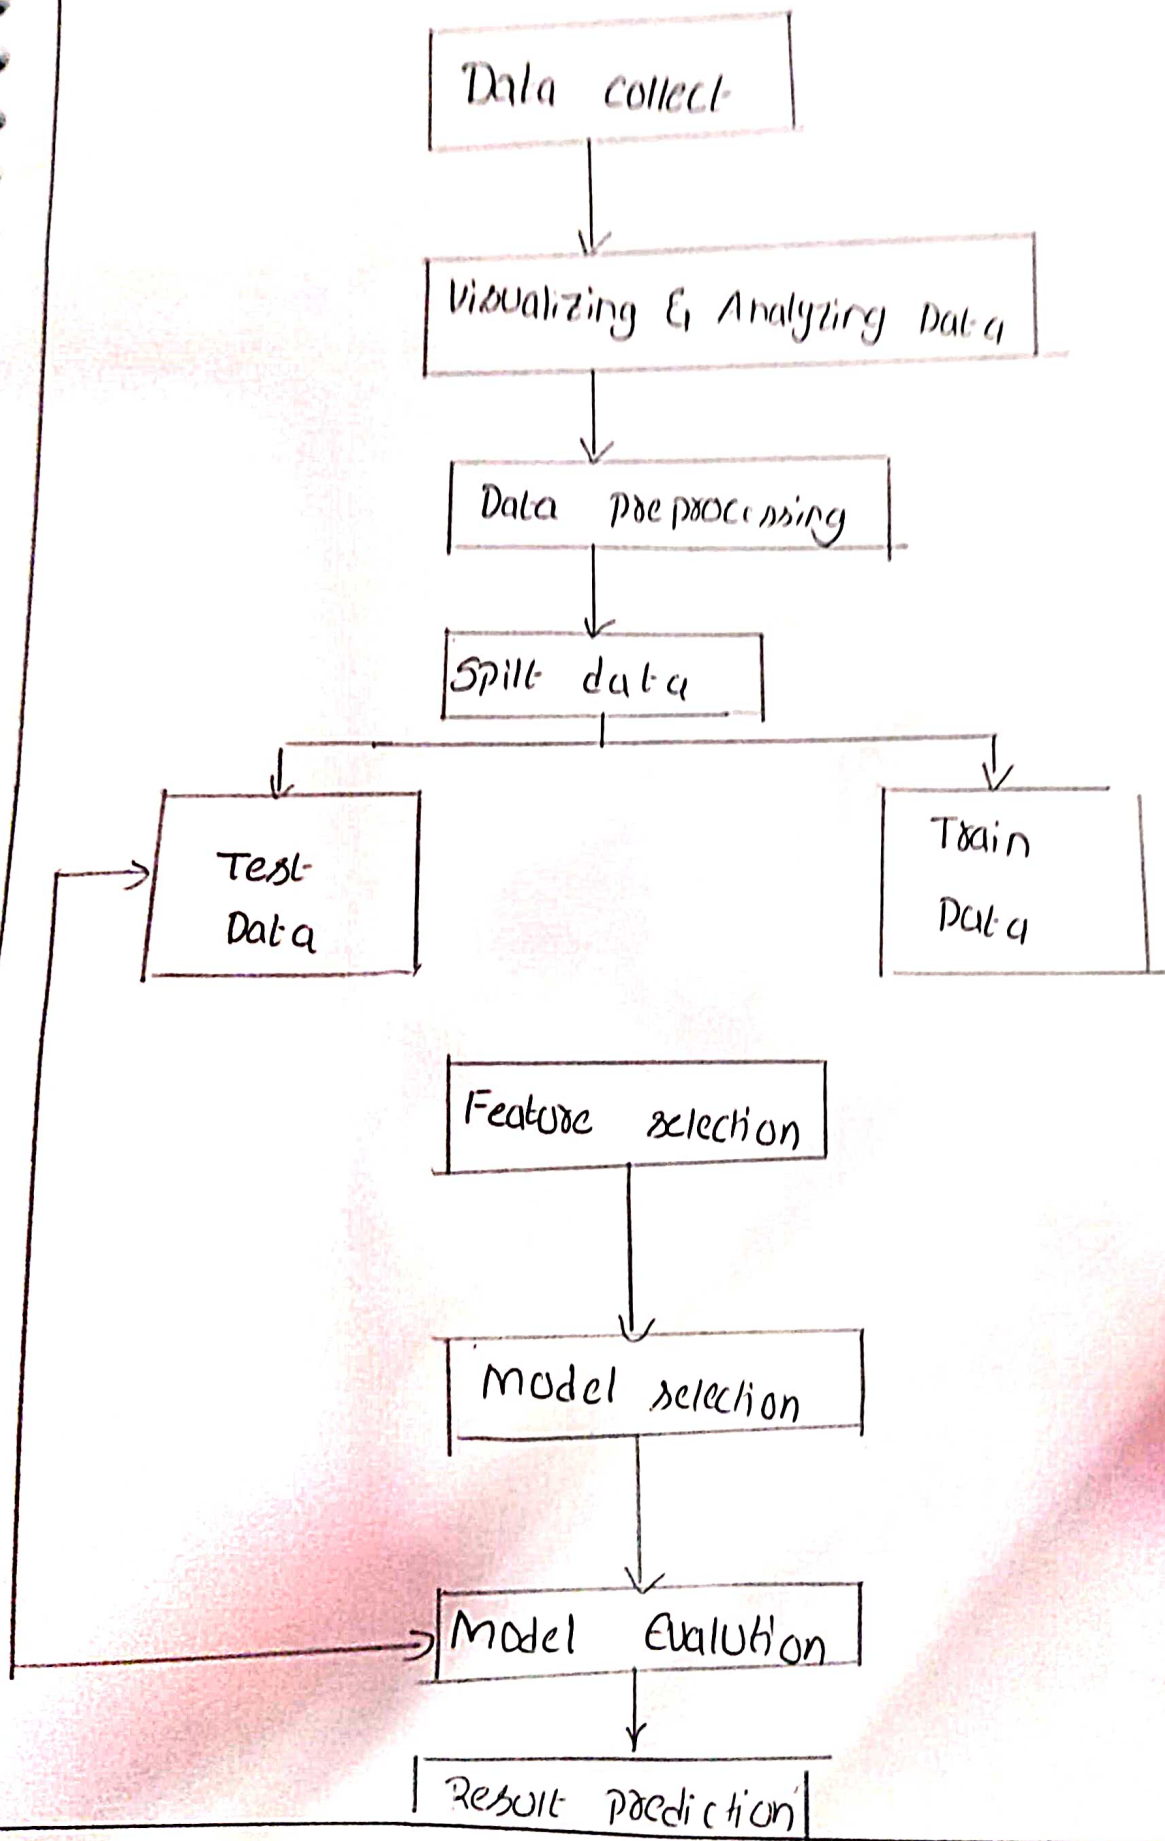 Data collect
Visualizing & Analyzing Data
Data preprocessing
Spilt data
Test
Data
Train
Data
Feature selection
Model selection
Model Evalution
Result prediction